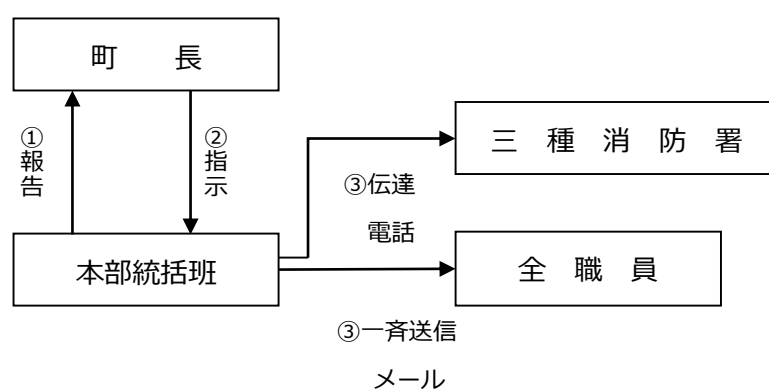 町　長
①報告
②指示
三種消防署
③伝達
電話
本部統括班
全職員
③一斉送信
メール